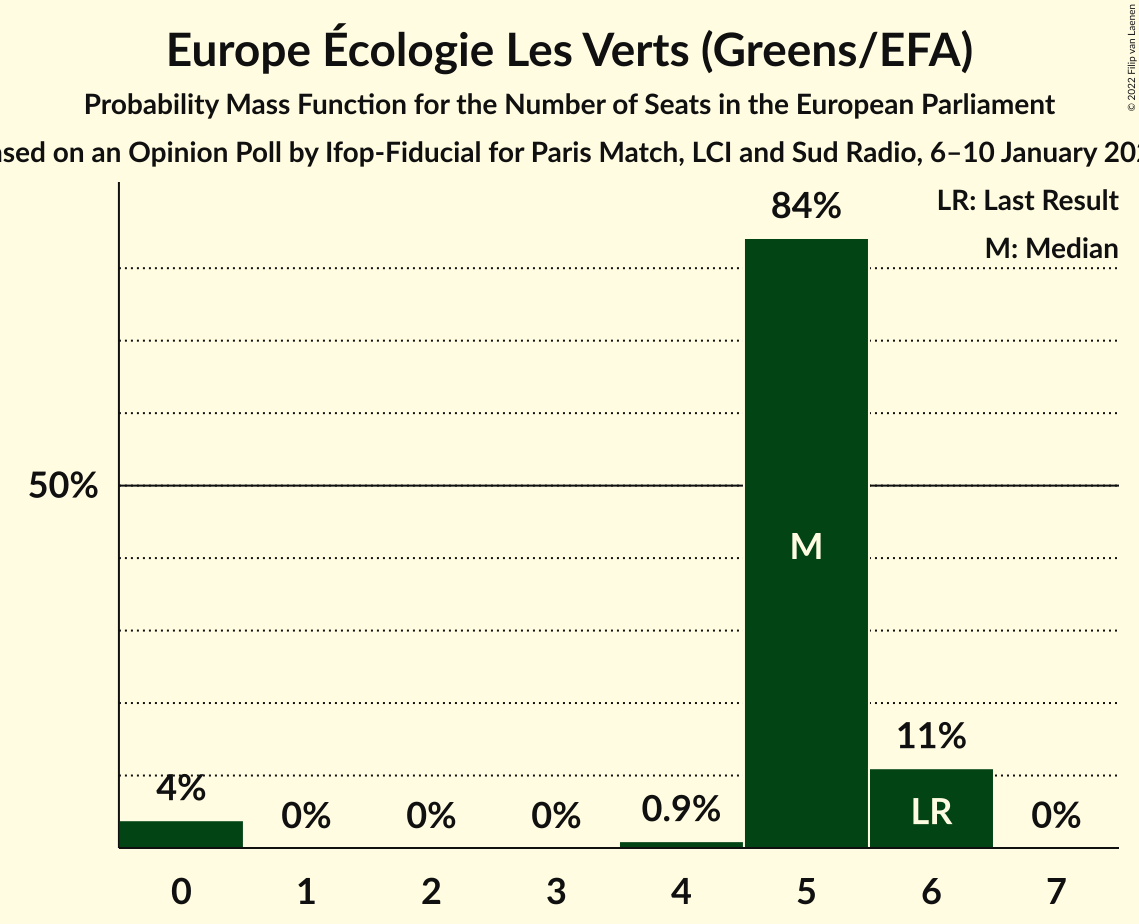 Europe Écologie Les Verts (Greens/EFA)
Probability Mass Function for the Number of Seats in the European Parliament
on an Opinion Poll by Ifop-Fiducial for Paris Match, LCI and Sud Radio, 6–10 January
© 2022 Filip van Laenen
LR: Last Result
M: Median
84%
50%
M
11%
4%
0%
0%
0%
0.9%
LR
0%
0 1 2 3 4 5 6 7